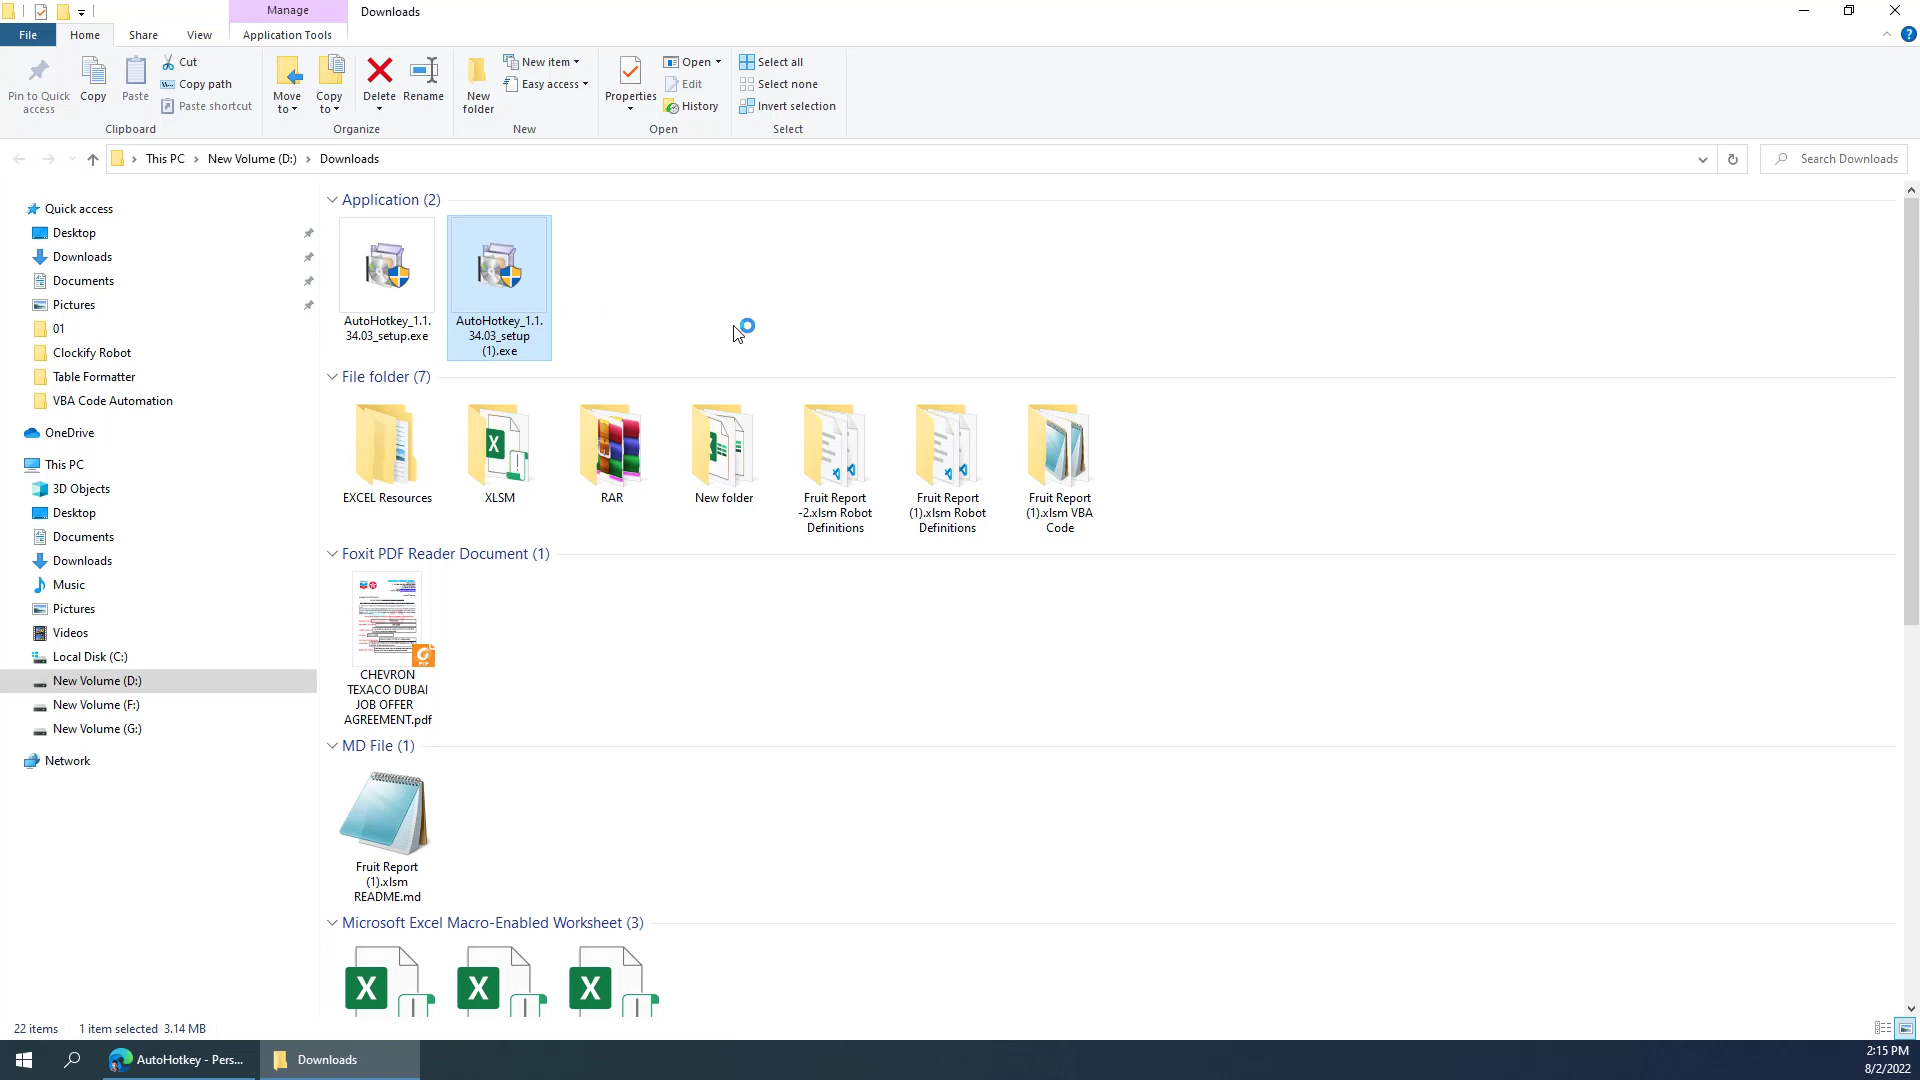 Manage
Downloads
File
Home
Share
View
Application Tools
Pin to Quick
access
Copy
Paste
Cut
Copy path
Paste shortcut
Clipboard
Move
to
Copy
to
Delete
Rename
Organize
New
folder
New item
Easy access
New
Properties
Open
Edit
History
Open
Select all
Select none
Invert selection
Select
This PC
New Volume (D:)
Downloads
Search Downloads
Quick access
Desktop
Downloads
Documents
Pictures
01
Clockify Robot
Table Formatter
VBA Code Automation
OneDrive
This PC
3D Objects
Desktop
Documents
Downloads
Music
Pictures
Videos
Local Disk (C:)
New Volume (D:)
New Volume (F:)
New Volume (G:)
Network
Application (2)
AutoHotkey_1.1.
34.03_setup.exe
AutoHotkey_1.1.
34.03_setup
(1).exe
File folder (7)
EXCEL Resources
XLSM
RAR
New folder
Fruit Report
-2.xlsm Robot
Definitions
Fruit Report
(1).xlsm Robot
Definitions
Fruit Report
(1).xlsm VBA
Code
Foxit PDF Reader Document (1)
CHEVRON
TEXACO DUBAI
JOB OFFER
AGREEMENT.pdf
MD File (1)
Fruit Report
(1).xlsm
README.md
Microsoft Excel Macro-Enabled Worksheet (3)
22 items
1 item selected 3.14 MB
AutoHotkey - Pers...
Downloads
2:15 PM
8/2/2022